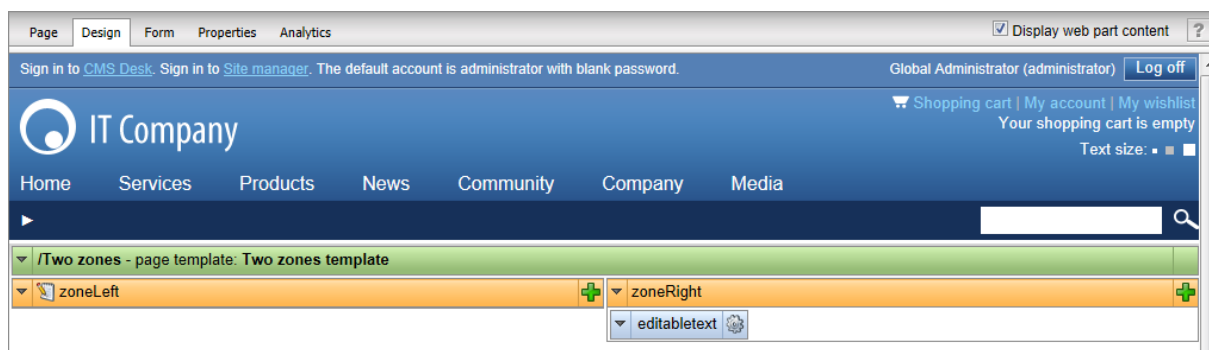 Page Design Form Properties Analytics Display web part content ?
Sign in to CMS Desk. Sign in to Site manager. The default account is administrator with blank password. Global Administrator (administrator) Log off
Shopping cart | My account | My wishlist
IT Company
Your shopping cart is empty
Text size:
Home Services Products News Community Company Media
/Two zones - page template: Two zones template
zoneLeft zoneRight
editabletext